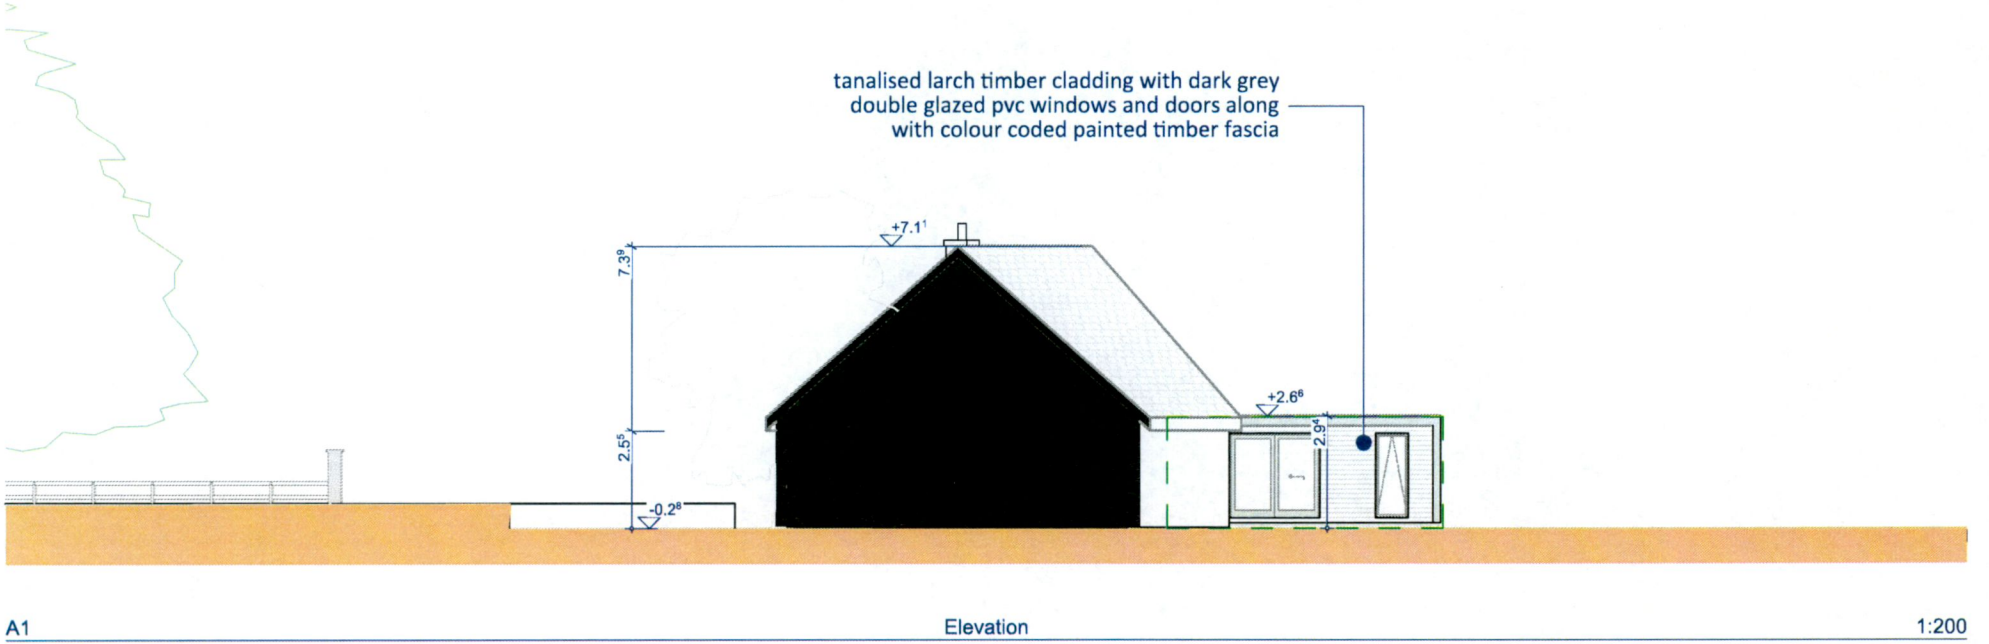 tanalised larch timber cladding with dark grey
double glazed pvc windows and doors along
with colour coded painted timber fascia
+7.1¹
7.3⁹
+2.6⁶
2.9⁴
2.5⁵
-0.2⁸
A1 Elevation 1:200